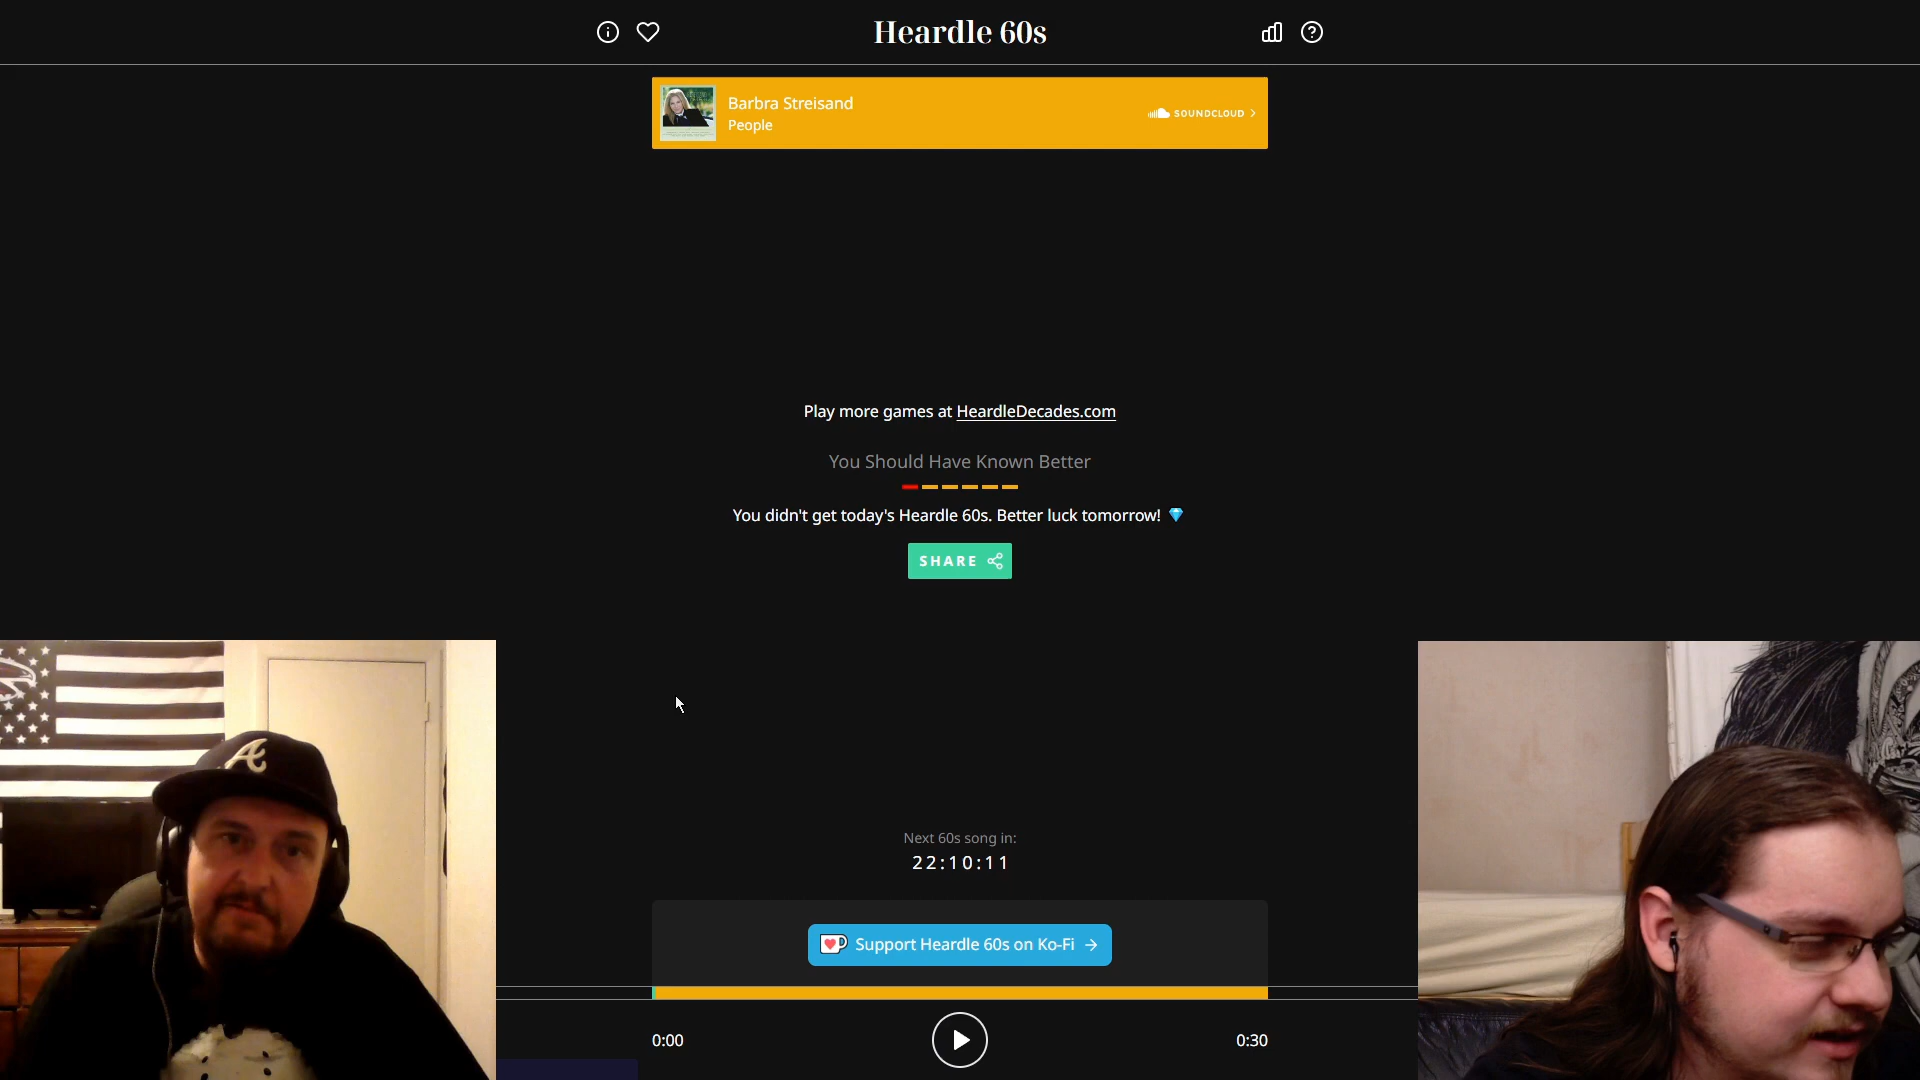 Heardle 60s
Barbra Streisand
People
SOUNDCLOUD
Play more games at HeardleDecades.com
You Should Have Known Better
You didn't get today's Heardle 60s. Better luck tomorrow!
SHARE
Next 60s song in:
22:10:11
Support Heardle 60s on Ko-Fi
0:00
0:30
A